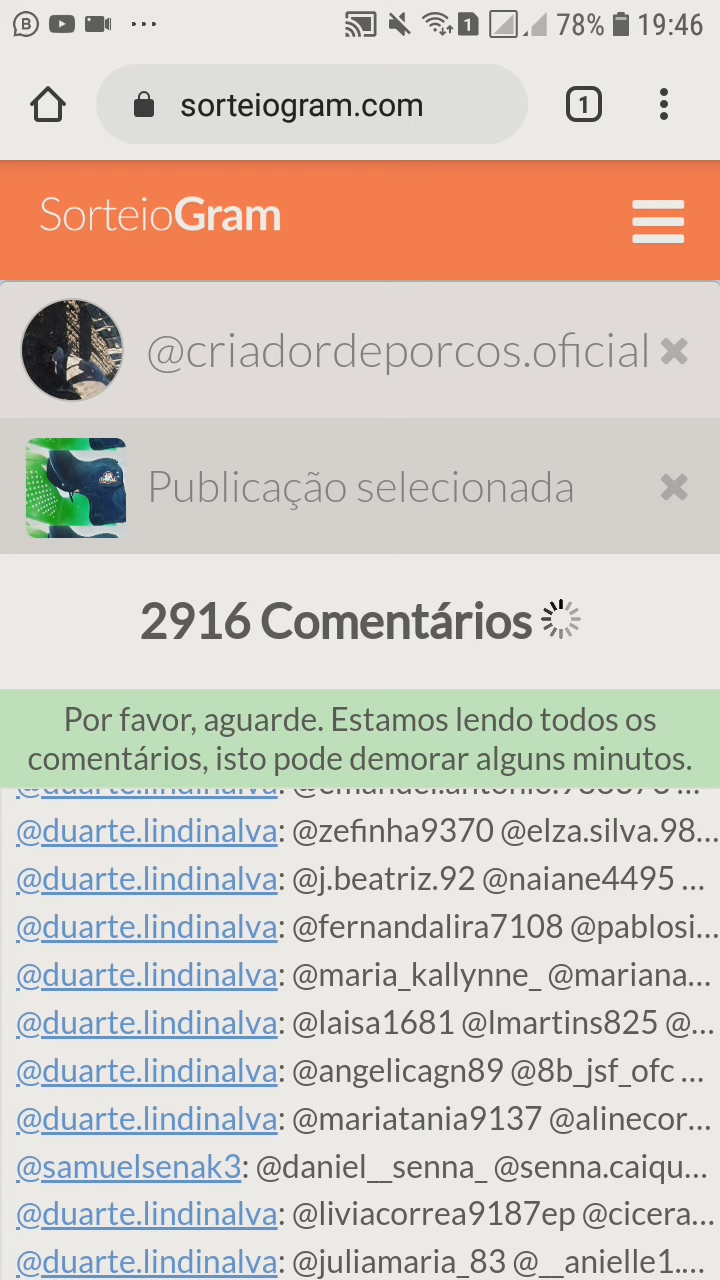 78% 19:46
sorteiogram.com 1
SorteioGram
@criadordeporcos.oficial
Publicação selecionada
2916 Comentários
Por favor, aguarde. Estamos lendo todos os
comentários, isto pode demorar alguns minutos.
@duarte.lindinalva:
@duarte.lindinalva: @zefinha9370 @elza.silva.98...
@duarte.lindinalva: @j.beatriz.92 @naiane4495 ...
@duarte.lindinalva: @fernandalira7108 @pablosi...
@duarte.lindinalva: @maria_kallynne_ @mariana...
@duarte.lindinalva: @laisa1681 @lmartins825 @...
@duarte.lindinalva: @angelicagn89 @8b_jsf_ofc ...
@duarte.lindinalva: @mariatania9137 @alinecor...
@samuelsenak3: @daniel__senna_ @senna.caiqu...
@duarte.lindinalva: @liviacorrea9187ep @cicera...
@duarte.lindinalva: @juliamaria_83 @__anielle1....